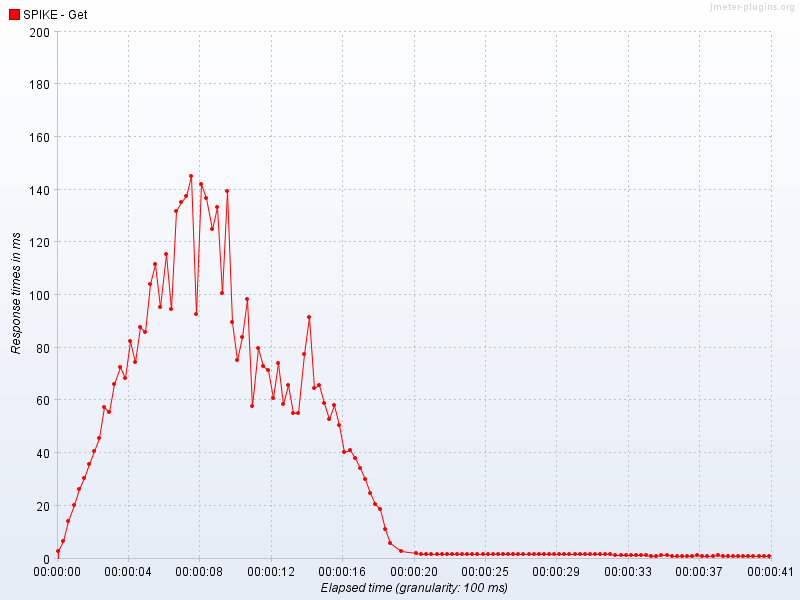 jmeter-plugins.org
SPIKE - Get
200
180
160
140
120
100
80
60
40
20
0
Response times in ms
00:00:00 00:00:04 00:00:08 00:00:12 00:00:16 00:00:20 00:00:25 00:00:29 00:00:33 00:00:37 00:00:41
Elapsed time (granularity: 100 ms)